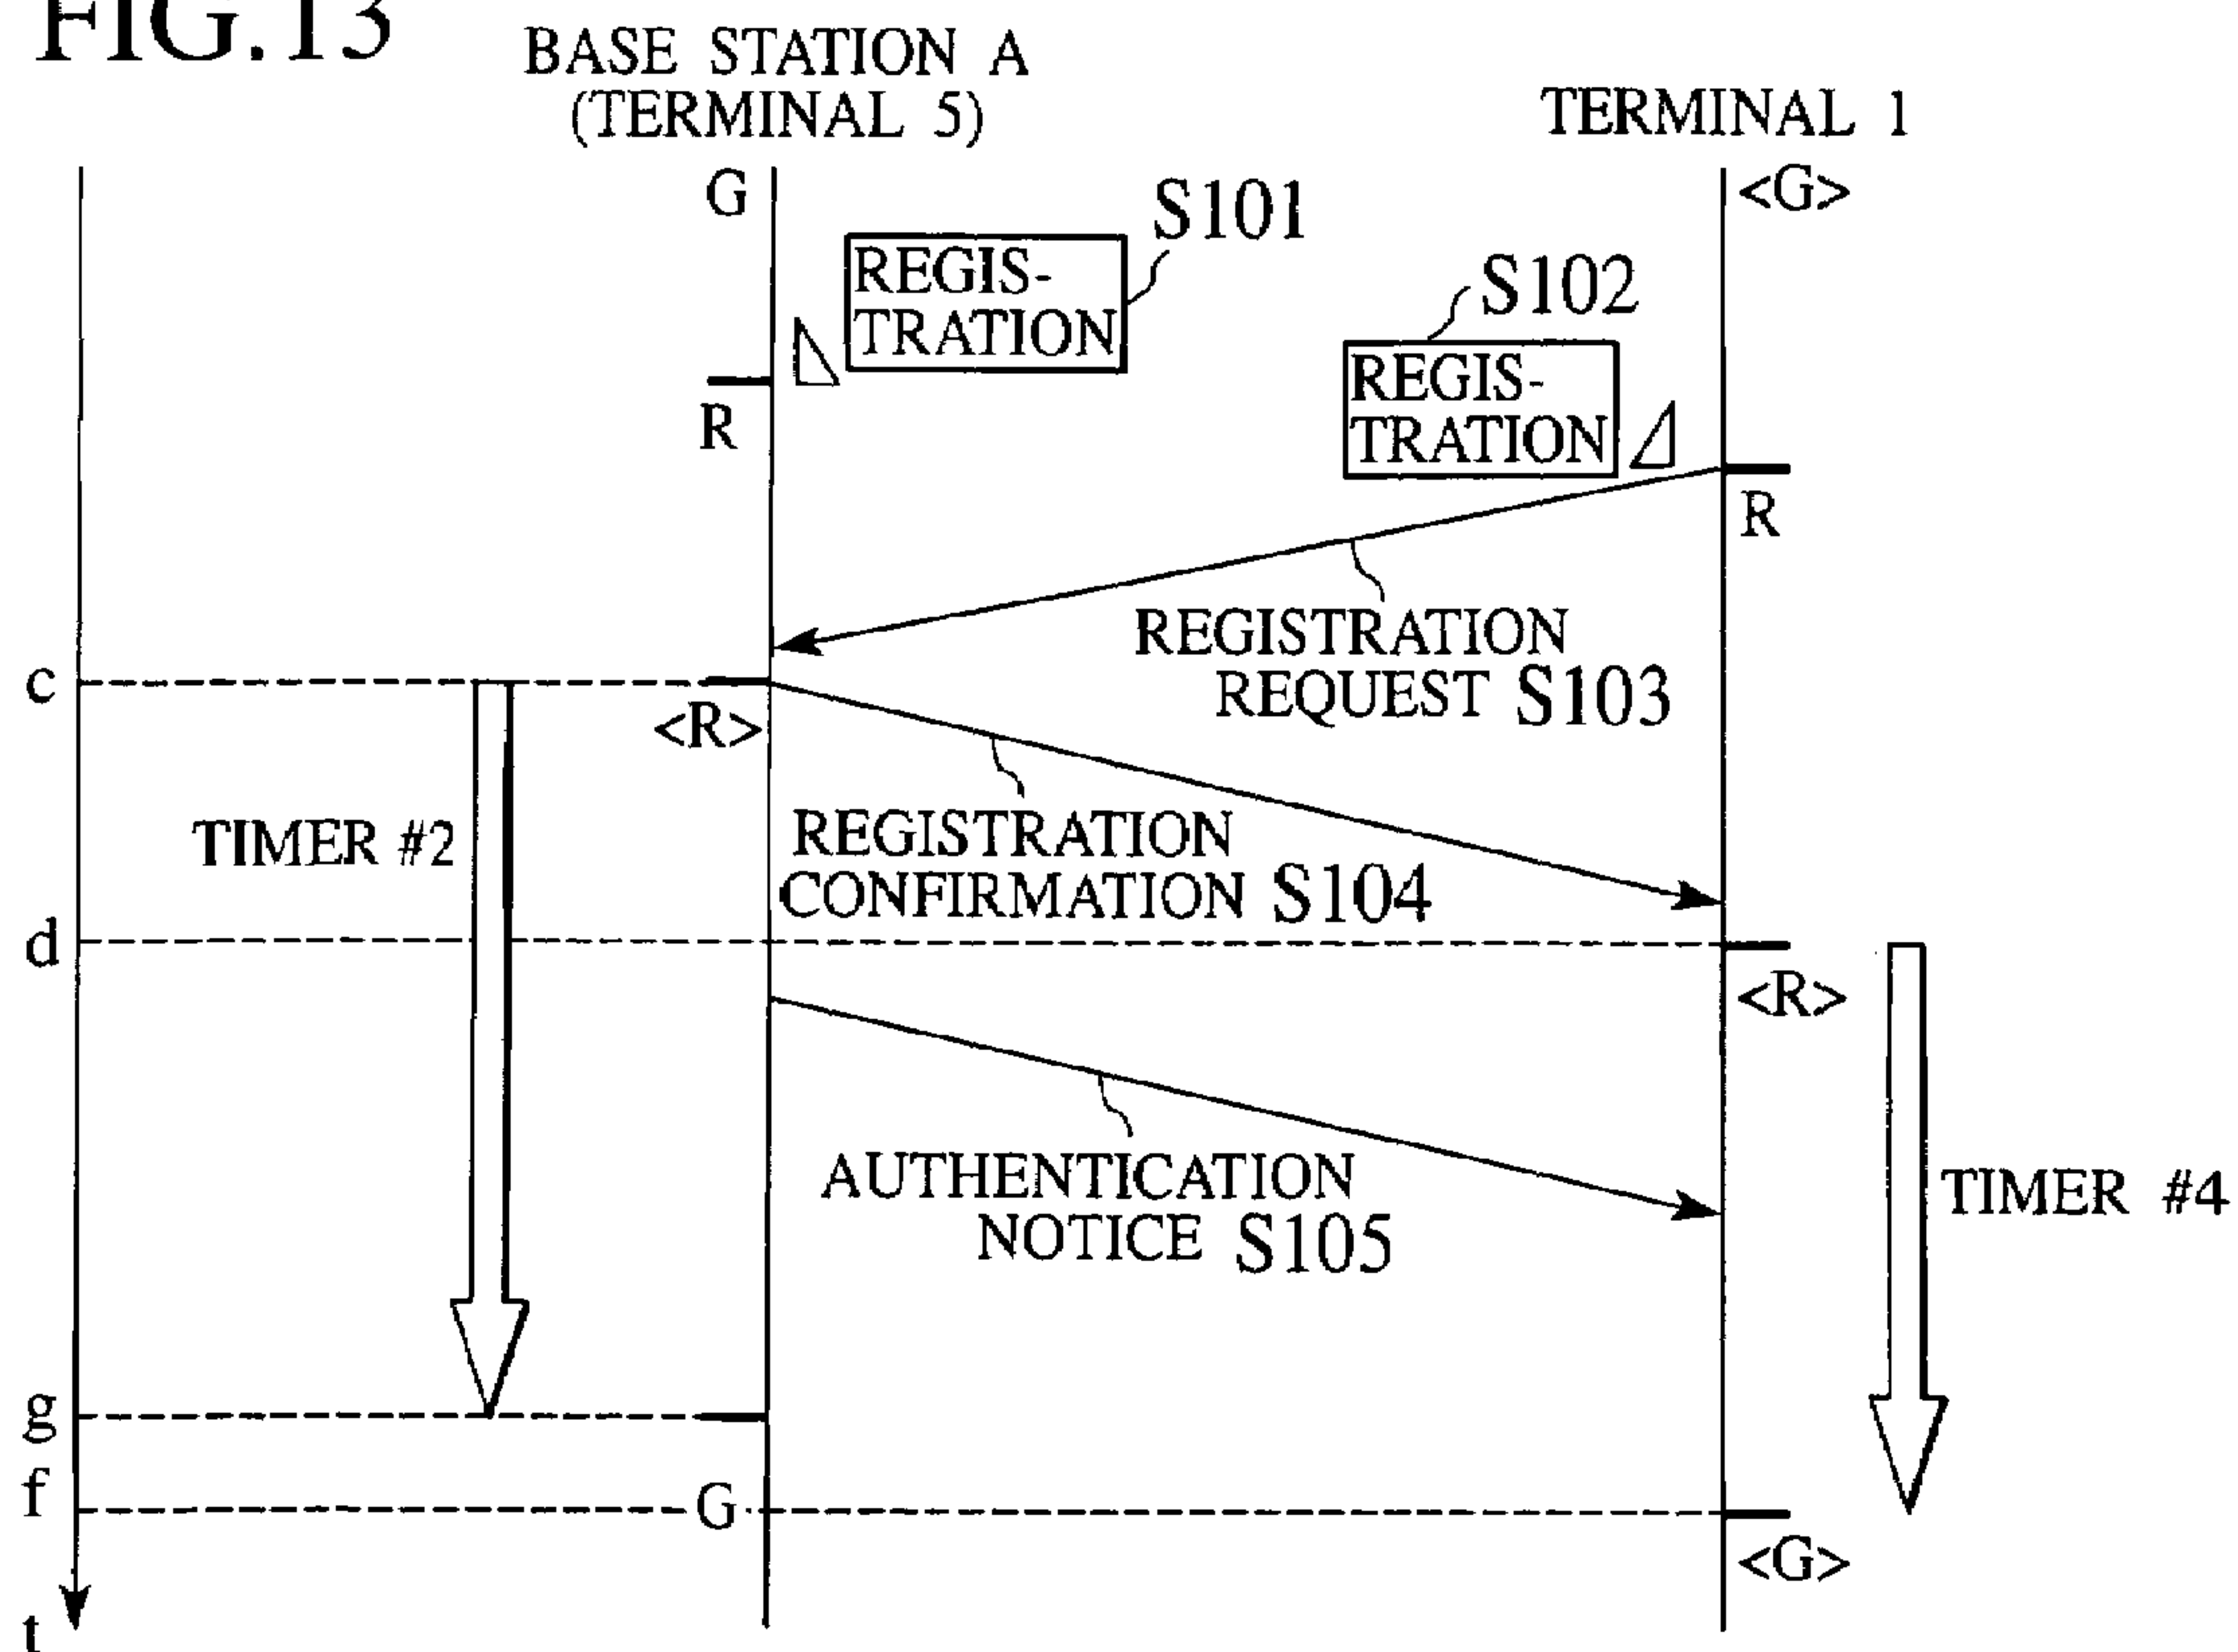 FIG.13
BASE STATION A
(TERMINAL 5)
TERMINAL 1
G
<G>
S101
REGIS-
TRATION
S102
REGIS-
TRATION
R
R
REGISTRATION
REQUEST S103
c
<R>
TIMER #2
REGISTRATION
CONFIRMATION S104
d
<R>
AUTHENTICATION
NOTICE S105
TIMER #4
g
f
G
<G>
t